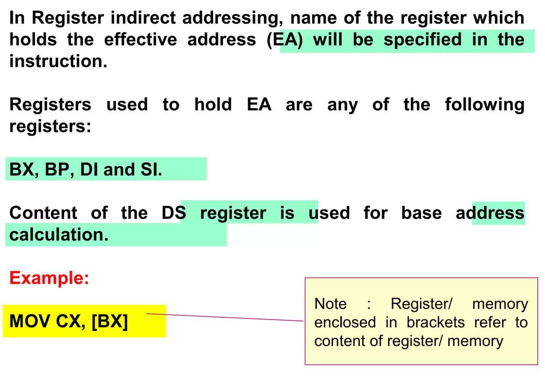 In Register indirect addressing, name of the register which
holds the effective address (EA) will be specified in the
instruction.
Registers used to hold EA are any of the following
registers:
BX, BP, DI and SI.
Content of the DS register is used for base address
calculation.
Example:
MOV CX, [BX]
Note : Register/ memory
enclosed in brackets refer to
content of register/ memory